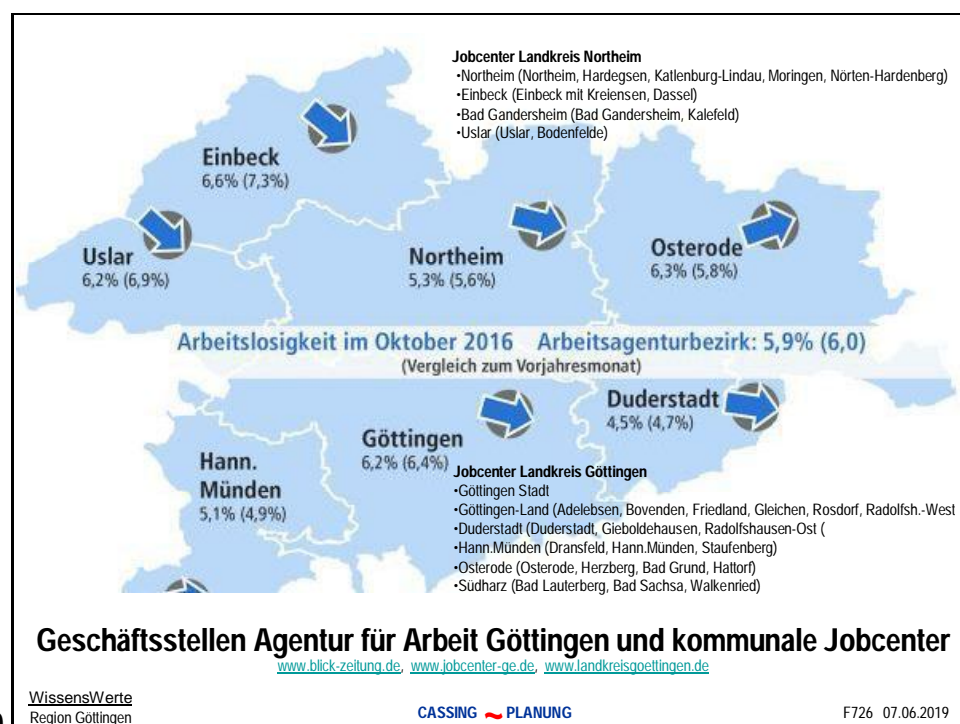 Jobcenter Landkreis Northeim
•Northeim (Northeim, Hardegsen, Katlenburg-Lindau, Moringen, Nörten-Hardenberg)
•Einbeck (Einbeck mit Kreiensen, Dassel)
•Bad Gandersheim (Bad Gandersheim, Kalefeld)
•Uslar (Uslar, Bodenfelde)
Einbeck
6,6% (7,3%)
Uslar
6,2% (6,9%)
Northeim
5,3% (5,6%)
Osterode
6,3% (5,8%)
Arbeitslosigkeit im Oktober 2016 Arbeitsagenturbezirk: 5,9% (6,0)
(Vergleich zum Vorjahresmonat)
Duderstadt
4,5% (4,7%)
Göttingen
6,2% (6,4%)
Hann.
Münden
5,1% (4,9%)
Jobcenter Landkreis Göttingen
•Göttingen Stadt
•Göttingen-Land (Adelebsen, Bovenden, Friedland, Gleichen, Rosdorf, Radolfsh.-West
•Duderstadt (Duderstadt, Gieboldehausen, Radolfshausen-Ost (
•Hann.Münden (Dransfeld, Hann.Münden, Staufenberg)
•Osterode (Osterode, Herzberg, Bad Grund, Hattorf)
•Südharz (Bad Lauterberg, Bad Sachsa, Walkenried)
Geschäftsstellen Agentur für Arbeit Göttingen und kommunale Jobcenter
www.blick-zeitung.de, www.jobcenter-ge.de, www.landkreisgoettingen.de
WissensWerte
Region Göttingen
CASSING ~ PLANUNG
F726 07.06.2019